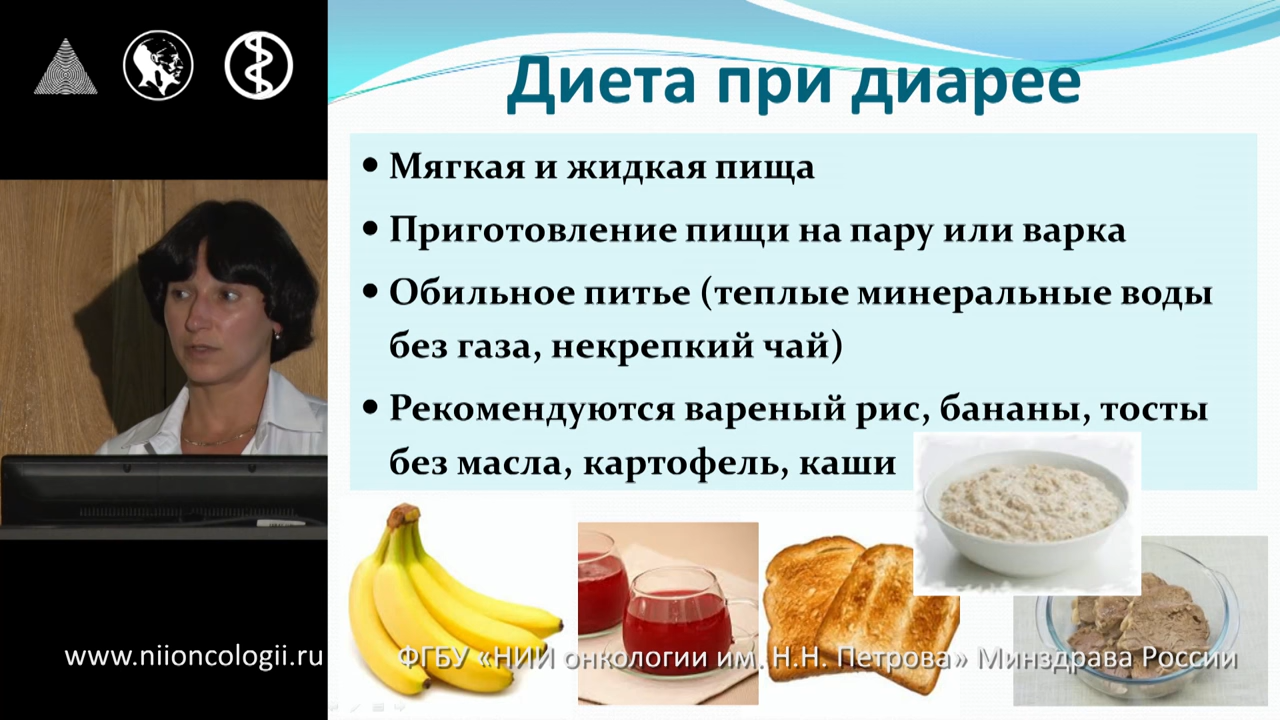 Диета при диарее
• Мягкая и жидкая пища
• Приготовление пищи на пару или варка
• Обильное питье (теплые минеральные воды
без газа, некрепкий чай)
• Рекомендуются вареный рис, бананы, тосты
без масла, картофель, каши
www.niioncologii.ru
ФГБУ «НИИ онкологии им. Н.Н. Петрова» Минздрава России